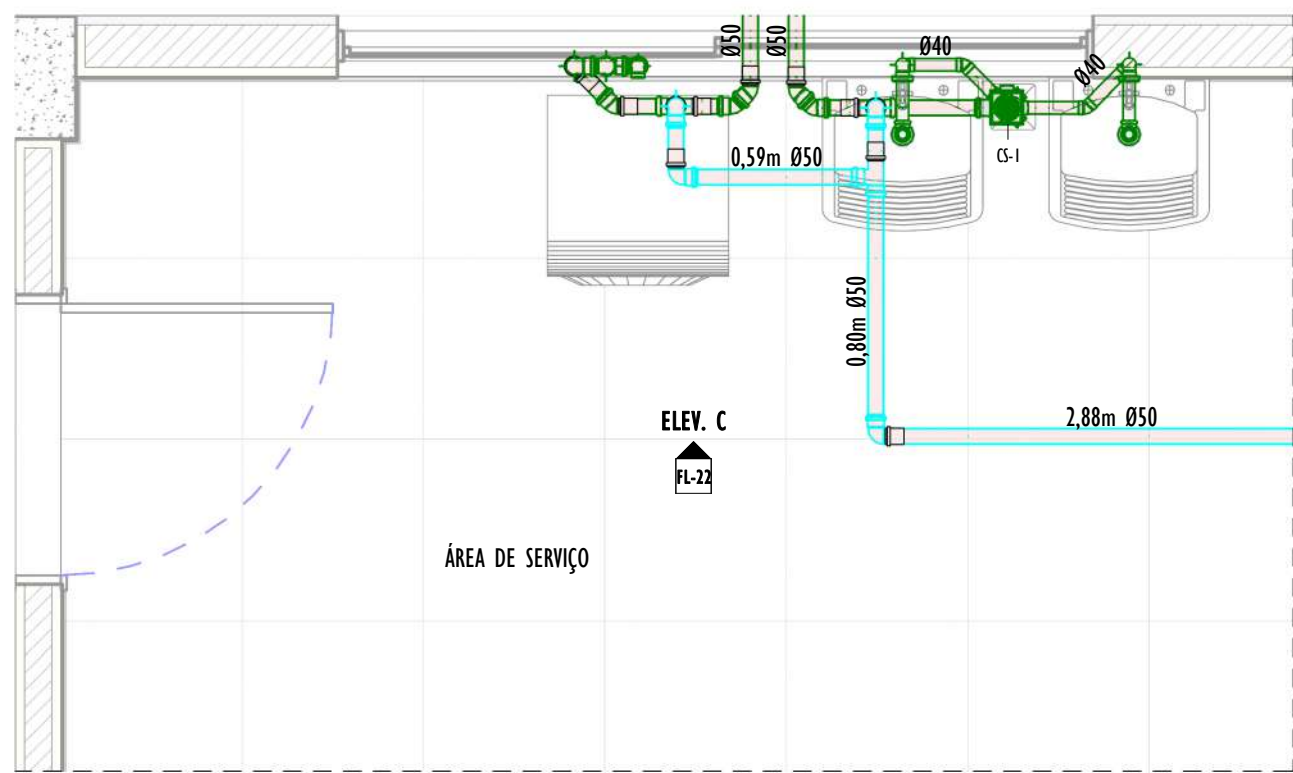 Ø50
Ø50
Ø40
Ø40
CS-1
0,59m Ø50
0,80m Ø50
2,88m Ø50
ELEV. C
FL-22
ÁREA DE SERVIÇO